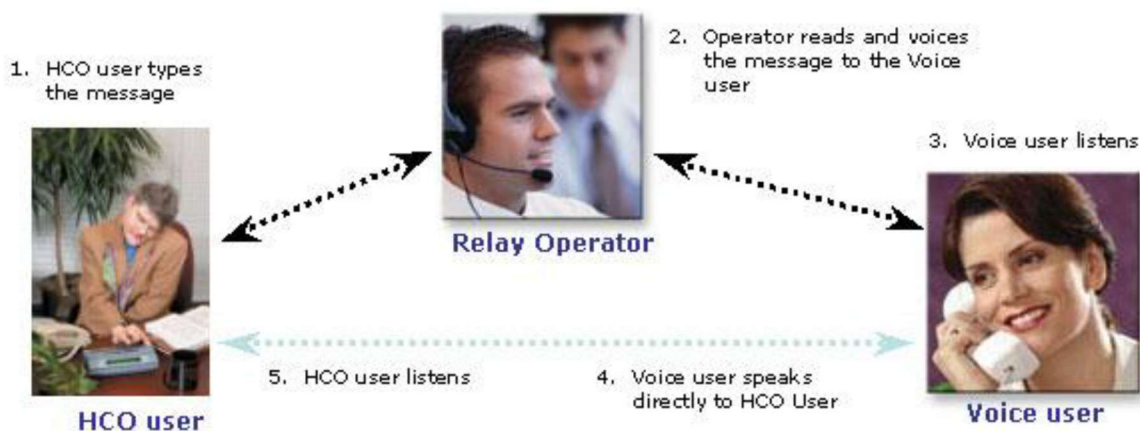 1. HCO user types
the message
2. Operator reads and voices
the message to the Voice
user
3. Voice user listens
Relay Operator
5. HCO user listens
4. Voice user speaks
directly to HCO User
HCO user
Voice user